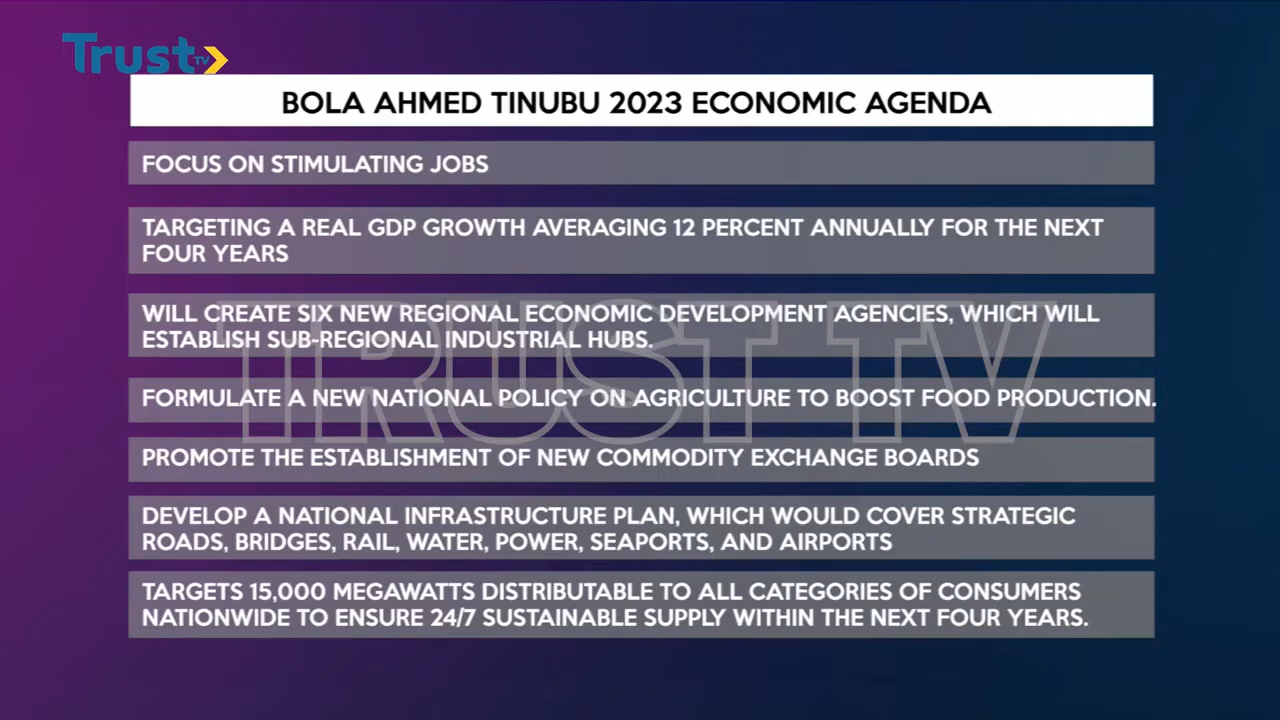 Trust TV
BOLA AHMED TINUBU 2023 ECONOMIC AGENDA
FOCUS ON STIMULATING JOBS
TARGETING A REAL GDP GROWTH AVERAGING 12 PERCENT ANNUALLY FOR THE NEXT
FOUR YEARS
WILL CREATE SIX NEW REGIONAL ECONOMIC DEVELOPMENT AGENCIES, WHICH WILL
ESTABLISH SUB-REGIONAL INDUSTRIAL HUBS.
TRUST TV
FORMULATE A NEW NATIONAL POLICY ON AGRICULTURE TO BOOST FOOD PRODUCTION.
PROMOTE THE ESTABLISHMENT OF NEW COMMODITY EXCHANGE BOARDS
DEVELOP A NATIONAL INFRASTRUCTURE PLAN, WHICH WOULD COVER STRATEGIC
ROADS, BRIDGES, RAIL, WATER, POWER, SEAPORTS, AND AIRPORTS
TARGETS 15,000 MEGAWATTS DISTRIBUTABLE TO ALL CATEGORIES OF CONSUMERS
NATIONWIDE TO ENSURE 24/7 SUSTAINABLE SUPPLY WITHIN THE NEXT FOUR YEARS.